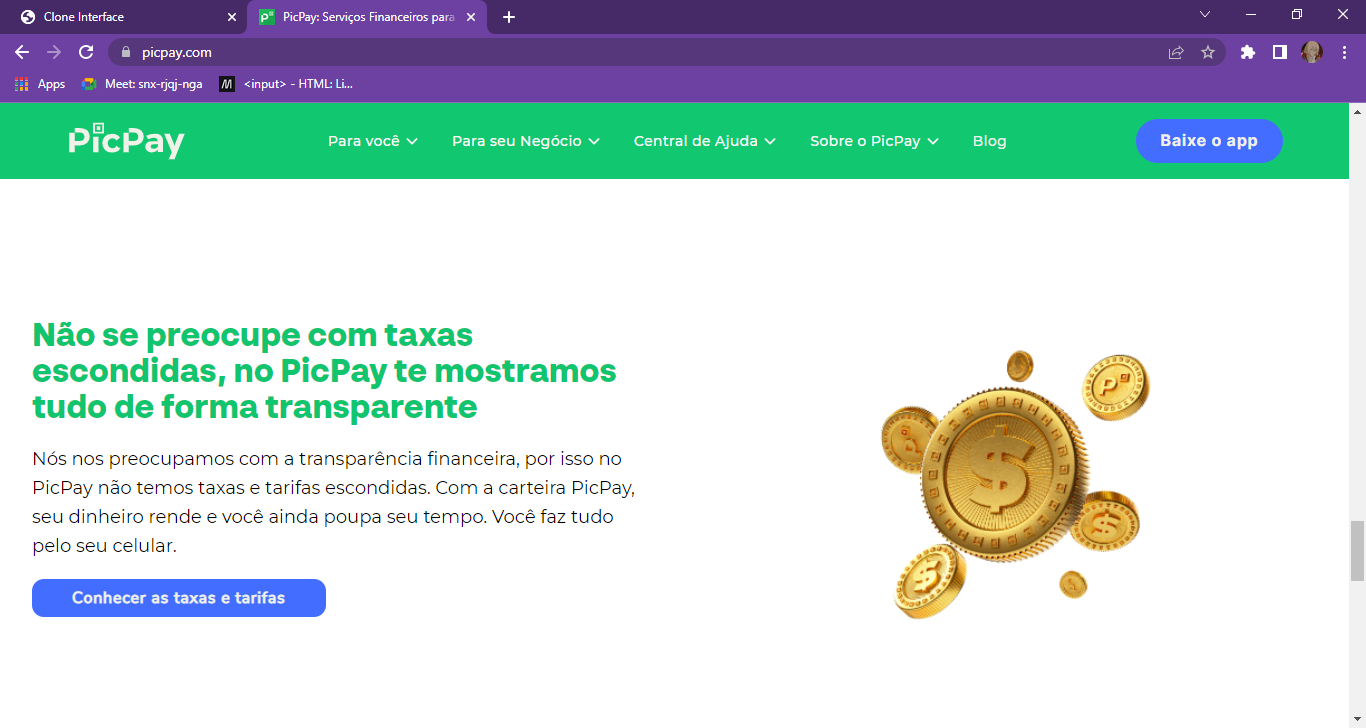 Clone Interface
PicPay: Serviços Financeiros para
picpay.com
Apps
Meet: snx-rjqj-nga
<input> - HTML: Li...
PicPay
Para você
Para seu Negócio
Central de Ajuda
Sobre o PicPay
Blog
Baixe o app
Não se preocupe com taxas
escondidas, no PicPay te mostramos
tudo de forma transparente
Nós nos preocupamos com a transparência financeira, por isso no
PicPay não temos taxas e tarifas escondidas. Com a carteira PicPay,
seu dinheiro rende e você ainda poupa seu tempo. Você faz tudo
pelo seu celular.
Conhecer as taxas e tarifas